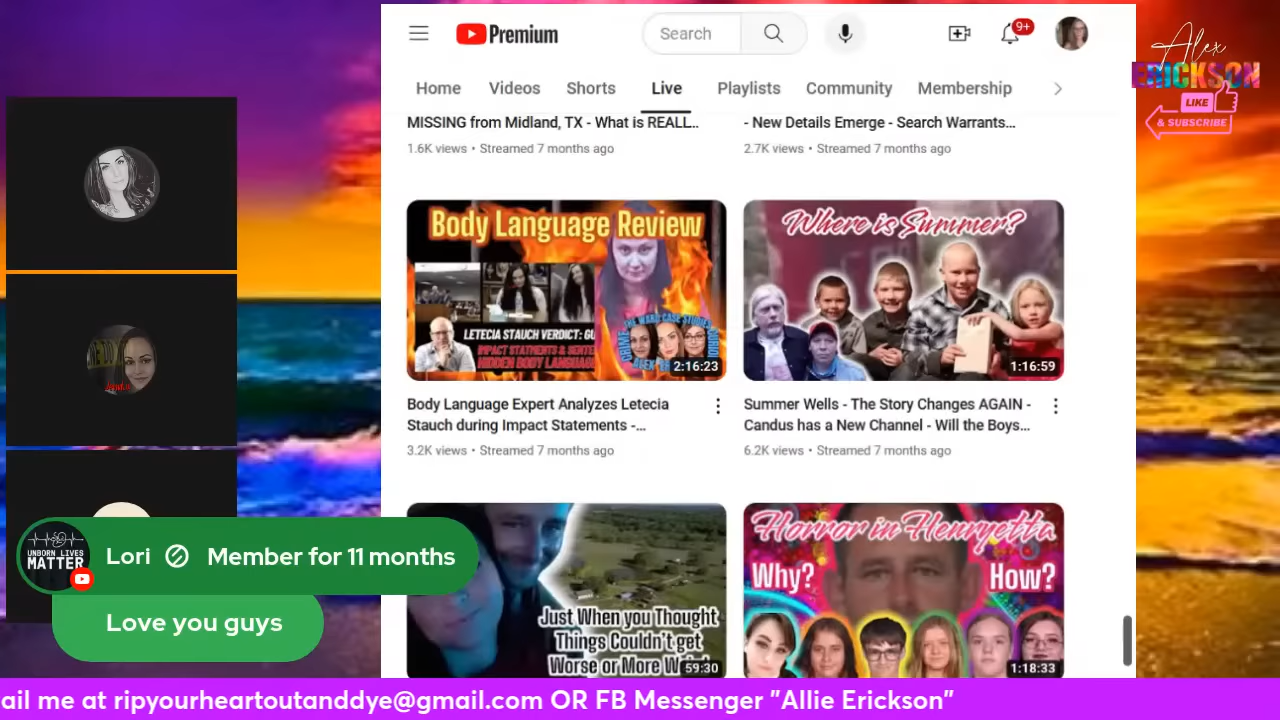 Premium
Search
9+
Alex
ERICKSON
LIKE
& SUBSCRIBE
Home
Videos
Shorts
Live
Playlists
Community
Membership
MISSING from Midland, TX - What is REALL..
1.6K views • Streamed 7 months ago
- New Details Emerge - Search Warrants...
2.7K views • Streamed 7 months ago
Body Language Review
LETECIA STAUCH VERDICT: GU
IMPACT STATMENTS & SENTE
HIDDEN BODY LANGUAGE
2:16:23
Where is Summer?
1:16:59
Body Language Expert Analyzes Letecia
Stauch during Impact Statements -...
3.2K views • Streamed 7 months ago
Summer Wells - The Story Changes AGAIN -
Candus has a New Channel - Will the Boys...
6.2K views • Streamed 7 months ago
Just When you Thought
Things Couldn't get
Worse or More W
59:30
Horror in Henryetta
Why?
How?
1:18:33
UNBORN LIVES
MATTER
Lori
Member for 11 months
Love you guys
ail me at ripyourheartoutanddye@gmail.com OR FB Messenger "Allie Erickson"